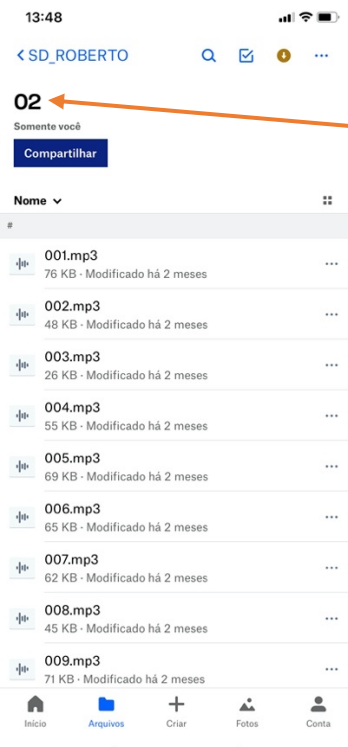 13:48
SD_ROBERTO
02
Somente você
Compartilhar
Nome
#
001.mp3
76 KB · Modificado há 2 meses
002.mp3
48 KB · Modificado há 2 meses
003.mp3
26 KB · Modificado há 2 meses
004.mp3
55 KB · Modificado há 2 meses
005.mp3
69 KB · Modificado há 2 meses
006.mp3
65 KB · Modificado há 2 meses
007.mp3
62 KB · Modificado há 2 meses
008.mp3
45 KB · Modificado há 2 meses
009.mp3
71 KB · Modificado há 2 meses
Início Arquivos Criar Fotos Conta